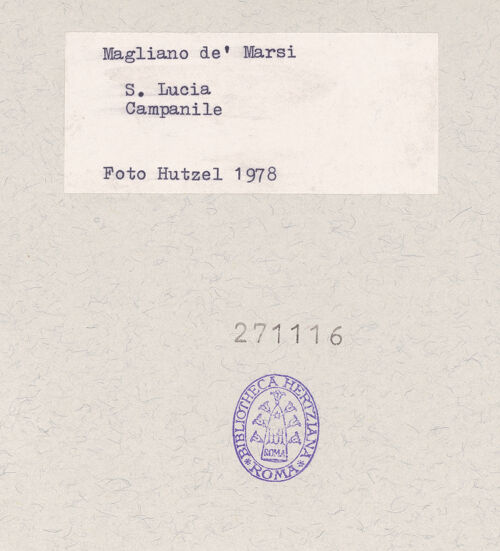 Magliano de' Marsi
S. Lucia
Campanile
Foto Hutzel 1978
271116
BIBLIOTHECA HERTZIANA
ROMA
* ROMA *